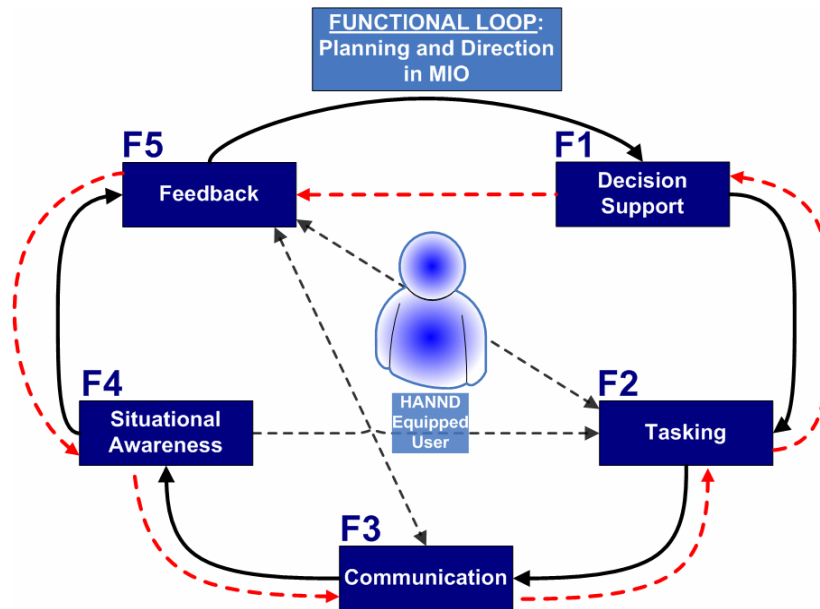 FUNCTIONAL LOOP:
Planning and Direction
in MIO
F5
Feedback
F1
Decision
Support
HANND
Equipped
User
F4
Situational
Awareness
F2
Tasking
F3
Communication